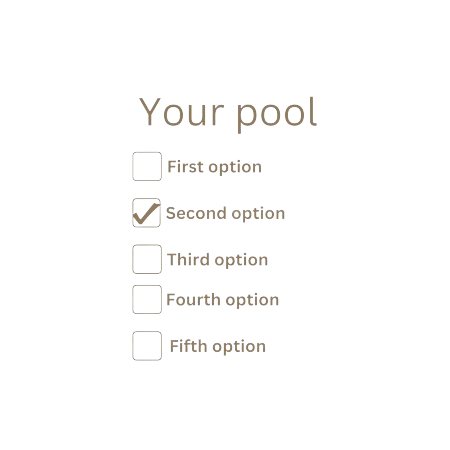 Your pool
First option
Second option
Third option
Fourth option
Fifth option